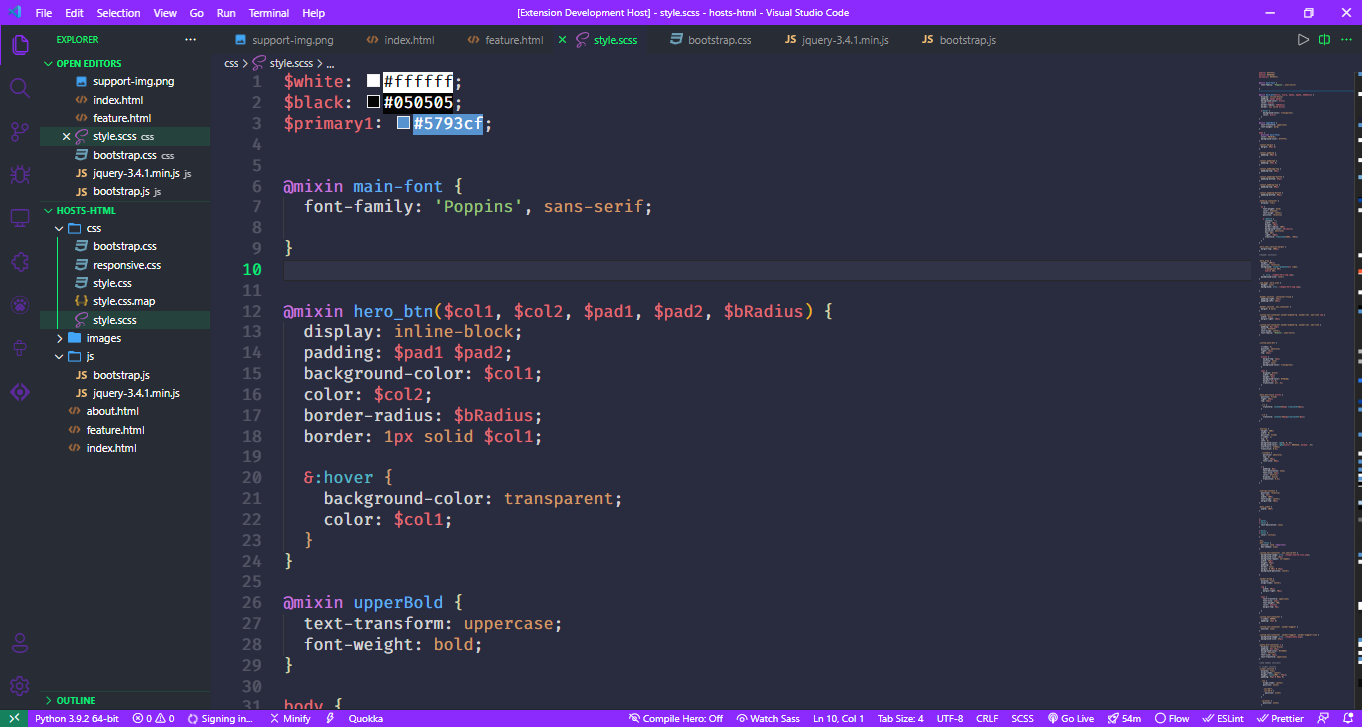 File Edit Selection View Go Run Terminal Help [Extension Development Host] - style.scss - hosts-html - Visual Studio Code
EXPLORER
support-img.png index.html feature.html style.scss bootstrap.css JS jquery-3.4.1.min.js JS bootstrap.js
OPEN EDITORS
support-img.png
index.html
feature.html
style.scss css
bootstrap.css css
JS jquery-3.4.1.min.js js
JS bootstrap.js js
HOSTS-HTML
css
bootstrap.css
responsive.css
style.css
style.css.map
style.scss
images
js
JS bootstrap.js
JS jquery-3.4.1.min.js
about.html
feature.html
index.html
OUTLINE
css > style.scss > ...
1 $white: #ffffff;
2 $black: #050505;
3 $primary1: #5793cf;
4
5
6 @mixin main-font {
7 font-family: 'Poppins', sans-serif;
8
9 }
10
11
12 @mixin hero_btn($col1, $col2, $pad1, $pad2, $bRadius) {
13 display: inline-block;
14 padding: $pad1 $pad2;
15 background-color: $col1;
16 color: $col2;
17 border-radius: $bRadius;
18 border: 1px solid $col1;
19
20 &:hover {
21 background-color: transparent;
22 color: $col1;
23 }
24 }
25
26 @mixin upperBold {
27 text-transform: uppercase;
28 font-weight: bold;
29 }
30
31 body {
Python 3.9.2 64-bit 0 0 Signing in... Minify Quokka Compile Hero: Off Watch Sass Ln 10, Col 1 Tab Size: 4 UTF-8 CRLF SCSS Go Live 54m Flow ESLint Prettier